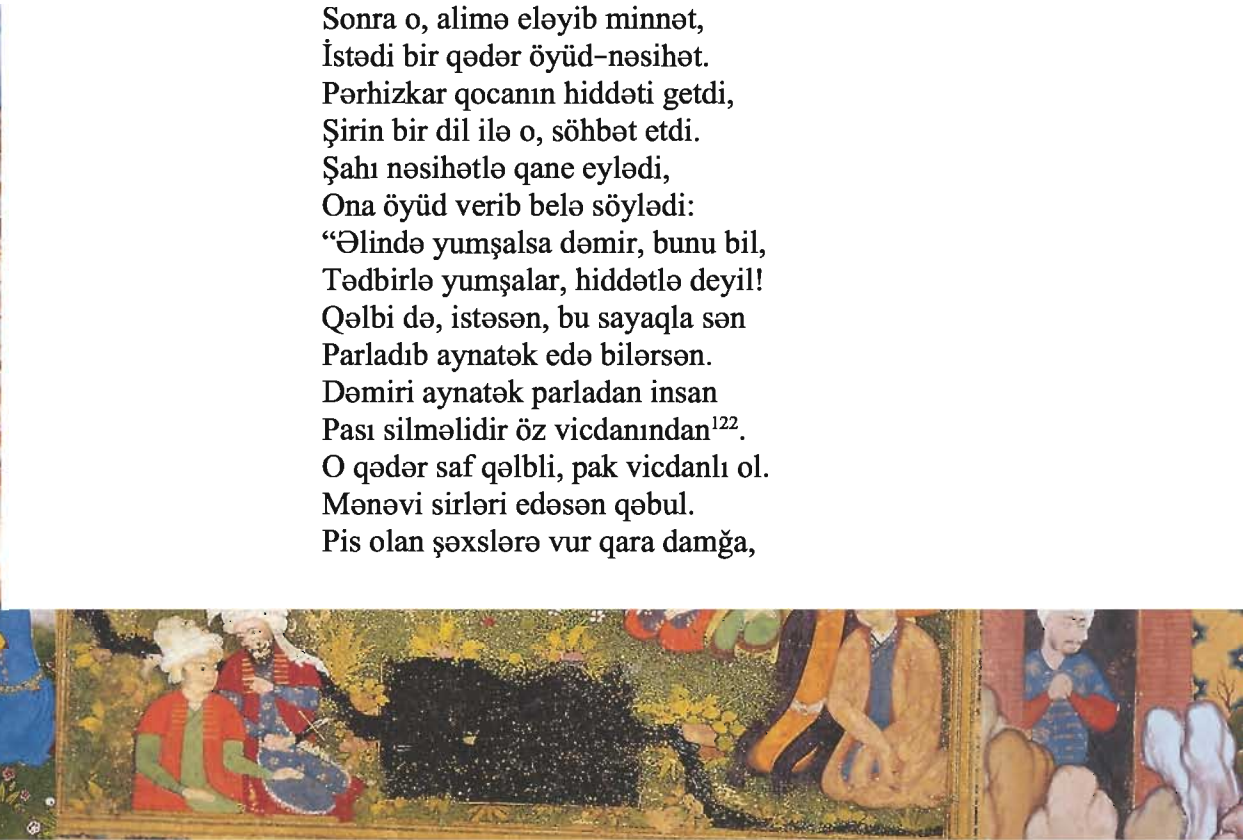 Sonra o, alimə eləyib minnət,
İstədi bir qədər öyüd-nəsihət.
Pərhizkar qocanın hiddəti getdi,
Şirin bir dil ilə o, söhbət etdi.
Şahı nəsihətlə qane eylədi,
Ona öyüd verib belə söylədi:
“Əlində yumşalsa dəmir, bunu bil,
Tədbirlə yumşalar, hiddətlə deyil!
Qəlbi də, istəsən, bu sayaqla sən
Parladıb aynatək edə bilərsən.
Dəmiri aynatək parladan insan
Pası silməlidir öz vicdanından¹²².
O qədər saf qəlbli, pak vicdanlı ol.
Mənəvi sirləri edəsən qəbul.
Pis olan şəxslərə vur qara damğa,